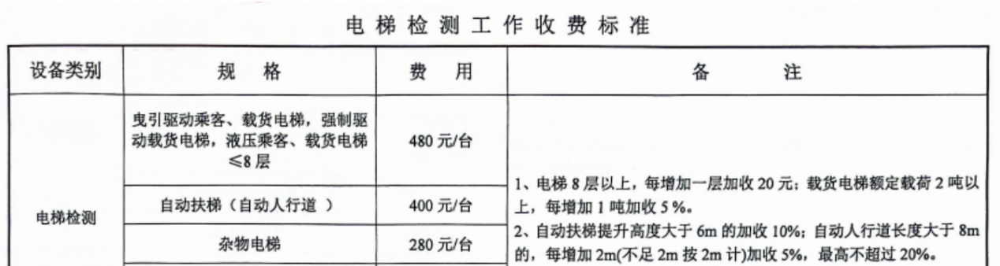 电梯检测工作收费标准
设备类别 规格 费用 备注
曳引驱动乘客、载货电梯，强制驱
动载货电梯，液压乘客、载货电梯
≤8 层
480 元/台
自动扶梯（自动人行道 ）
400 元/台
电梯检测
杂物电梯
280 元/台
1、电梯 8 层以上，每增加一层加收 20 元；载货电梯额定载荷 2 吨以
上，每增加 1 吨加收 5 %。
2、自动扶梯提升高度大于 6m 的加收 10%；自动人行道长度大于 8m
的，每增加 2m(不足 2m 按 2m 计)加收 5%，最高不超过 20%。